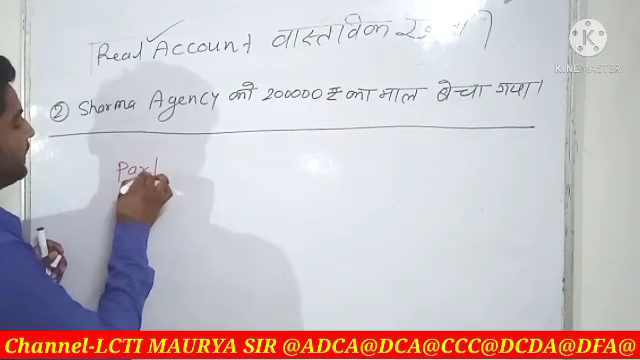 Real Account वास्तविक
KINEMASTER
② Sharma Agency को 200000 ₹ का माल बेचा गया।
Part
Channel-LCTI MAURYA SIR @ADCA@DCA@CCC@DCDA@DFA@